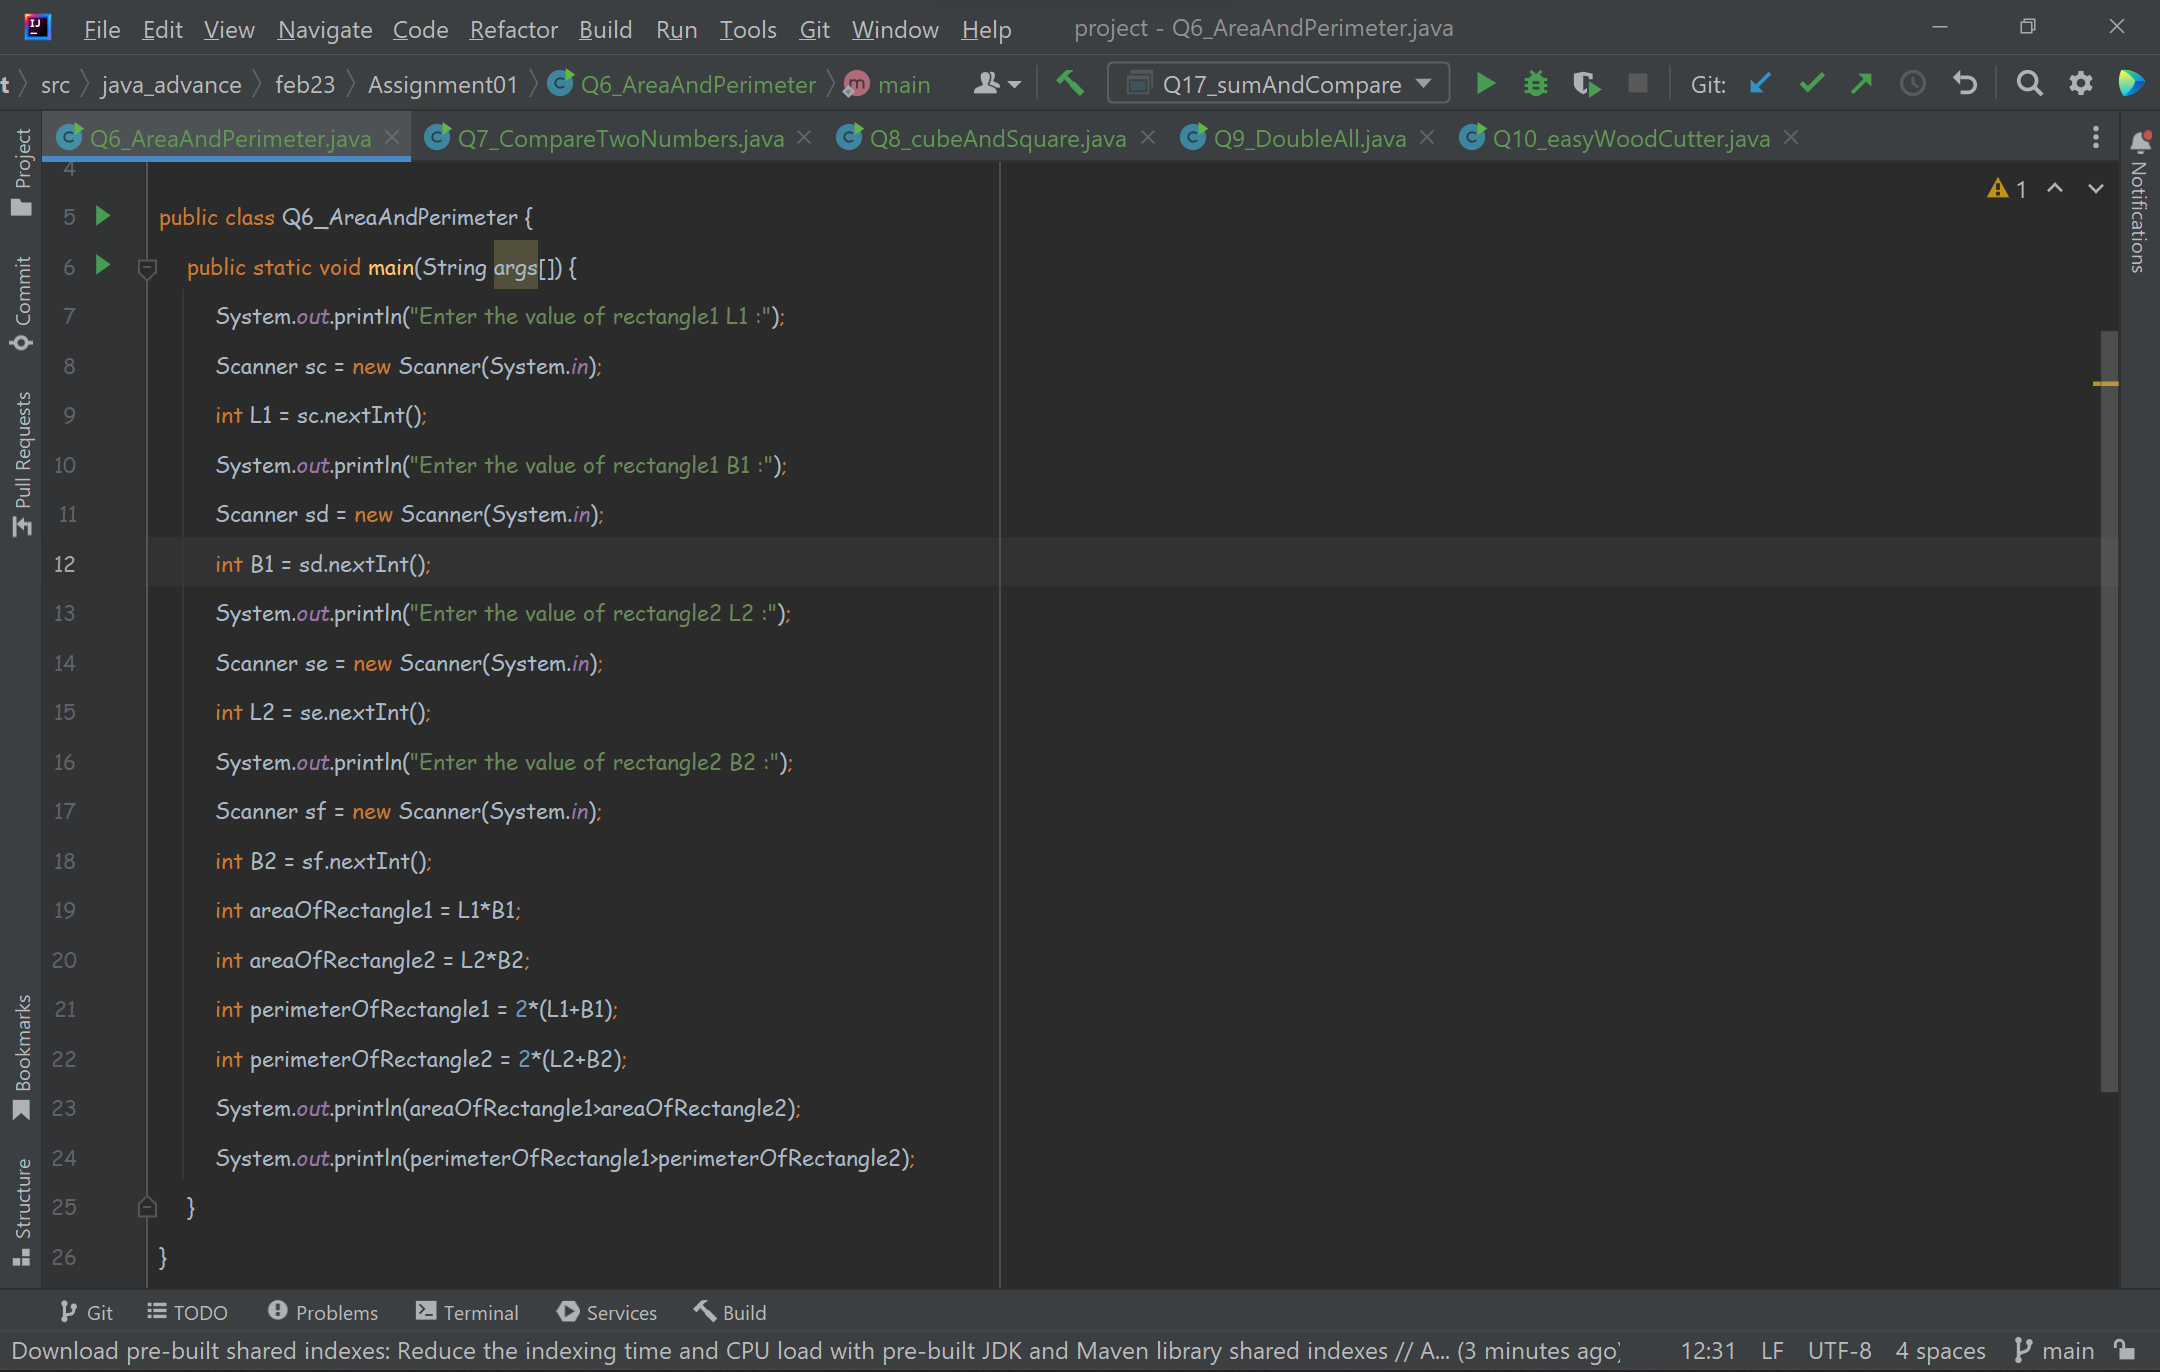 File Edit View Navigate Code Refactor Build Run Tools Git Window Help project - Q6_AreaAndPerimeter.java
t src java_advance feb23 Assignment01 Q6_AreaAndPerimeter main Q17_sumAndCompare Git:
Q6_AreaAndPerimeter.java Q7_CompareTwoNumbers.java Q8_cubeAndSquare.java Q9_DoubleAll.java Q10_easyWoodCutter.java
Project
Commit
Pull Requests
Bookmarks
Structure
Notifications
1
4
5 public class Q6_AreaAndPerimeter {
6 public static void main(String args[]) {
7 System.out.println("Enter the value of rectangle1 L1 :");
8 Scanner sc = new Scanner(System.in);
9 int L1 = sc.nextInt();
10 System.out.println("Enter the value of rectangle1 B1 :");
11 Scanner sd = new Scanner(System.in);
12 int B1 = sd.nextInt();
13 System.out.println("Enter the value of rectangle2 L2 :");
14 Scanner se = new Scanner(System.in);
15 int L2 = se.nextInt();
16 System.out.println("Enter the value of rectangle2 B2 :");
17 Scanner sf = new Scanner(System.in);
18 int B2 = sf.nextInt();
19 int areaOfRectangle1 = L1*B1;
20 int areaOfRectangle2 = L2*B2;
21 int perimeterOfRectangle1 = 2*(L1+B1);
22 int perimeterOfRectangle2 = 2*(L2+B2);
23 System.out.println(areaOfRectangle1>areaOfRectangle2);
24 System.out.println(perimeterOfRectangle1>perimeterOfRectangle2);
25 }
26 }
Git TODO Problems Terminal Services Build
Download pre-built shared indexes: Reduce the indexing time and CPU load with pre-built JDK and Maven library shared indexes // A... (3 minutes ago) 12:31 LF UTF-8 4 spaces main